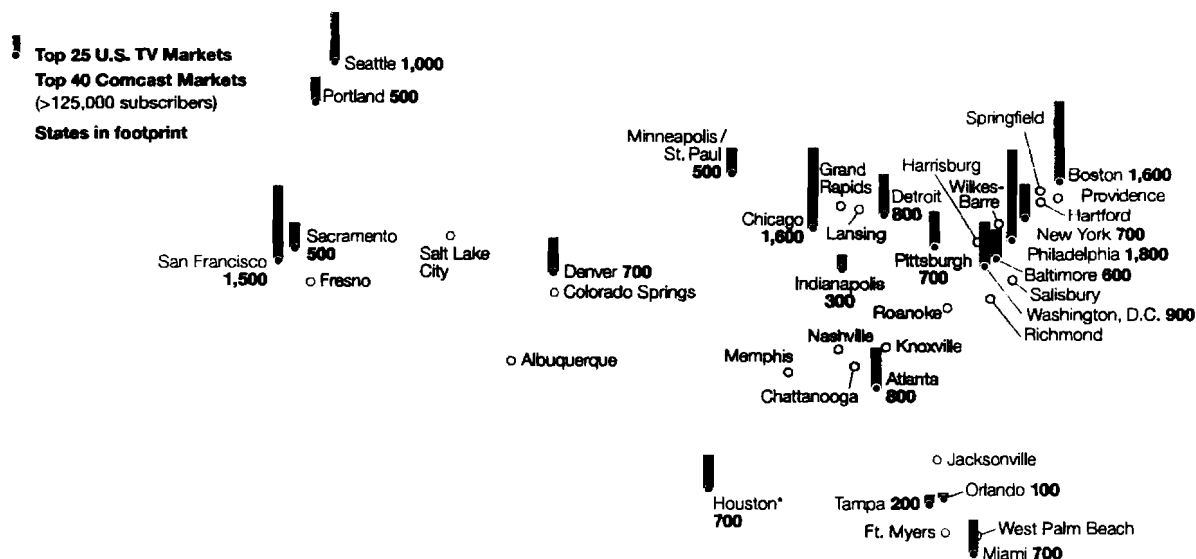 Top 25 U.S. TV Markets
Top 40 Comcast Markets
(>125,000 subscribers)
States in footprint
Seattle 1,000
Portland 500
Minneapolis /
St. Paul
500
Springfield
Harrisburg
Grand
Rapids
Wilkes-
Barre
Boston 1,600
Providence
Hartford
Detroit
800
Chicago
1,600
Lansing
New York 700
Philadelphia 1,800
Baltimore 600
Salisbury
Washington, D.C. 900
Richmond
Pittsburgh
700
Indianapolis
300
Roanoke
San Francisco
1,500
Sacramento
500
Fresno
Salt Lake
City
Denver 700
Colorado Springs
Albuquerque
Nashville
Knoxville
Memphis
Chattanooga
Atlanta
800
Houston*
700
Jacksonville
Orlando 100
Tampa 200
Ft. Myers
West Palm Beach
Miami 700